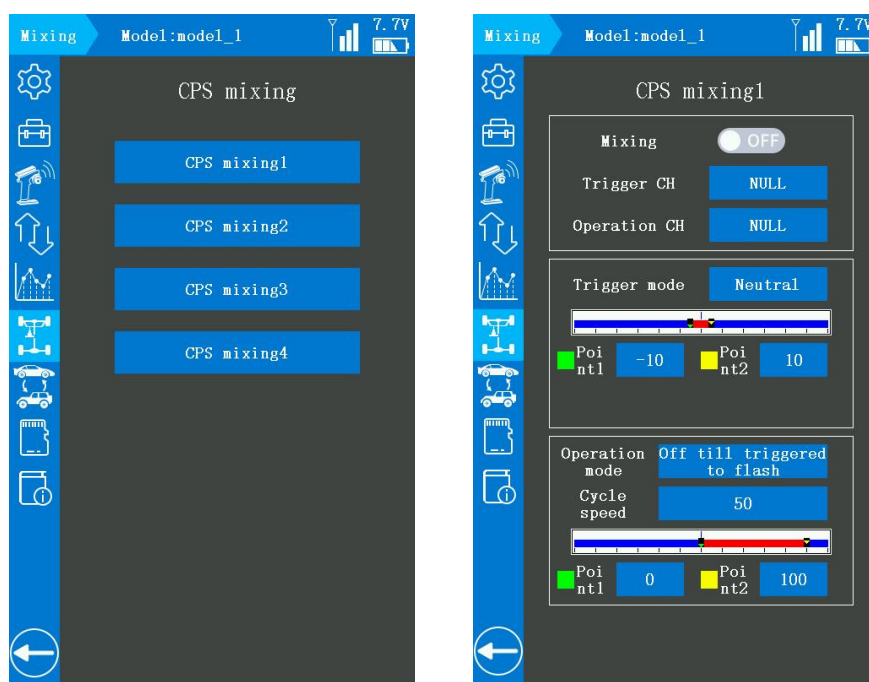 Mixing Model:model_1 7.7V
CPS mixing
CPS mixing1
CPS mixing2
CPS mixing3
CPS mixing4
Mixing Model:model_1 7.7V
CPS mixing1
Mixing OFF
Trigger CH NULL
Operation CH NULL
Trigger mode Neutral
Poi
nt1 -10 Poi
nt2 10
Operation
mode Off till triggered
to flash
Cycle
speed 50
Poi
nt1 0 Poi
nt2 100